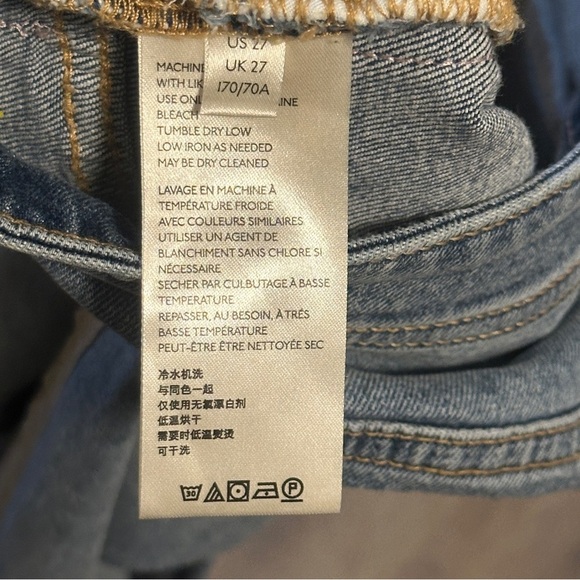 US 27
UK 27
170/70A
MACHINE
WITH LIK
USE ONL INE
BLEACH
TUMBLE DRY LOW
LOW IRON AS NEEDED
MAY BE DRY CLEANED
LAVAGE EN MACHINE À
TEMPÉRATURE FROIDE
AVEC COULEURS SIMILAIRES
UTILISER UN AGENT DE
BLANCHIMENT SANS CHLORE SI
NÉCESSAIRE
SECHER PAR CULBUTAGE À BASSE
TEMPERATURE
REPASSER, AU BESOIN, À TRÉS
BASSE TEMPÉRATURE
PEUT-ÊTRE ÊTRE NETTOYÉE SEC
冷水机洗
与同色一起
仅使用无氯漂白剂
低温烘干
需要时低温熨烫
可干洗
30 P